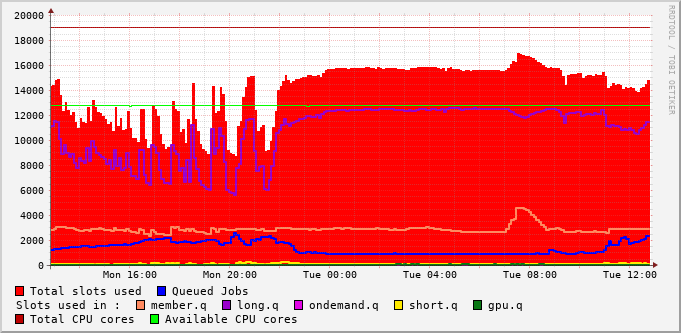 20000
18000
16000
14000
12000
10000
8000
6000
4000
2000
0
Mon 16:00 Mon 20:00 Tue 00:00 Tue 04:00 Tue 08:00 Tue 12:00
Total slots used Queued Jobs
Slots used in : member.q long.q ondemand.q short.q gpu.q
Total CPU cores Available CPU cores
RRDTOOL / TOBI OETIKER